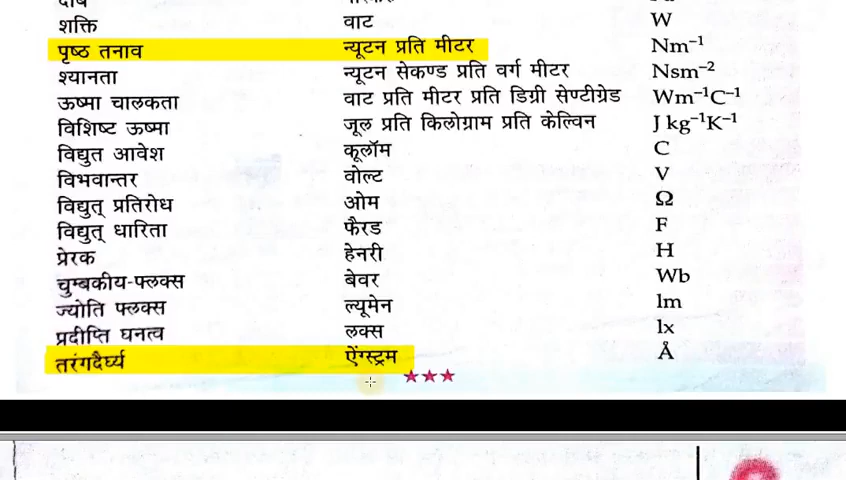 शक्ति वाट W
पृष्ठ तनाव न्यूटन प्रति मीटर Nm⁻¹
श्यानता न्यूटन सेकण्ड प्रति वर्ग मीटर Nsm⁻²
ऊष्मा चालकता वाट प्रति मीटर प्रति डिग्री सेण्टीग्रेड Wm⁻¹C⁻¹
विशिष्ट ऊष्मा जूल प्रति किलोग्राम प्रति केल्विन J kg⁻¹K⁻¹
विद्युत आवेश कूलॉम C
विभवान्तर वोल्ट V
विद्युत् प्रतिरोध ओम Ω
विद्युत् धारिता फैरड F
प्रेरक हेनरी H
चुम्बकीय-फ्लक्स बेवर Wb
ज्योति फ्लक्स ल्यूमेन lm
प्रदीप्ति घनत्व लक्स lx
तरंगदैर्घ्य ऐंग्स्ट्रम Å